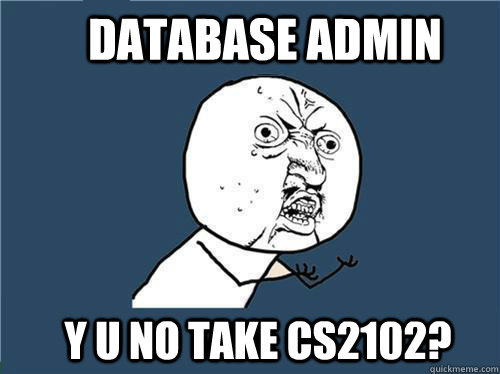 DATABASE ADMIN
Y U NO TAKE CS2102?
quickmeme.com